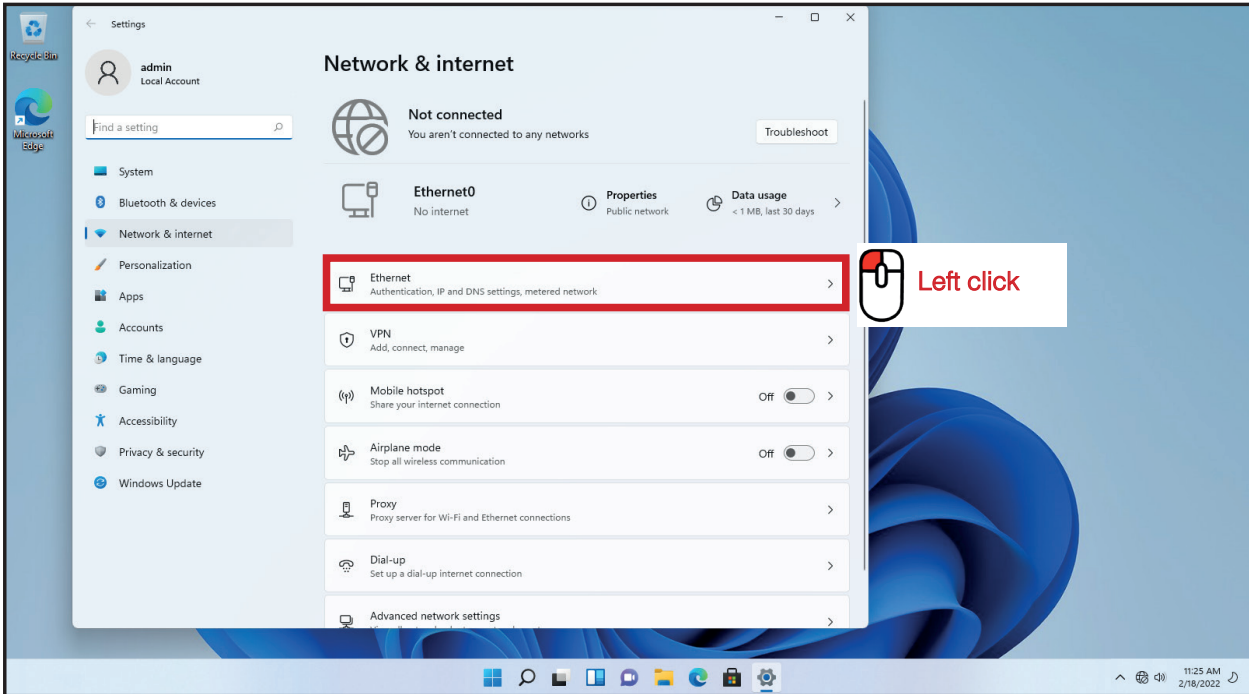 Recycle Bin
Microsoft
Edge
Settings
admin
Local Account
Find a setting
System
Bluetooth & devices
Network & internet
Personalization
Apps
Accounts
Time & language
Gaming
Accessibility
Privacy & security
Windows Update
Network & internet
Not connected
You aren't connected to any networks
Troubleshoot
Ethernet0
No internet
Properties
Public network
Data usage
< 1 MB, last 30 days
Ethernet
Authentication, IP and DNS settings, metered network
Left click
VPN
Add, connect, manage
Mobile hotspot
Share your internet connection
Off
Airplane mode
Stop all wireless communication
Off
Proxy
Proxy server for Wi-Fi and Ethernet connections
Dial-up
Set up a dial-up internet connection
Advanced network settings
11:25 AM
2/18/2022